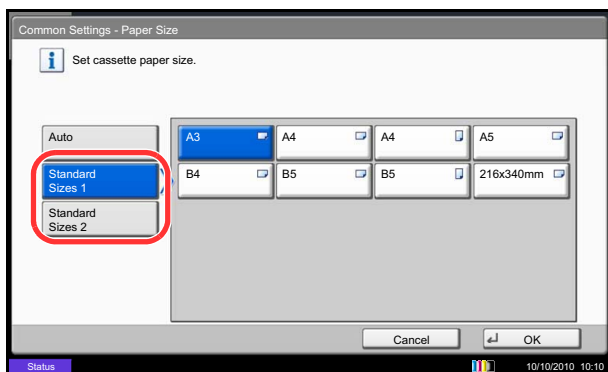 Common Settings - Paper Size
Set cassette paper size.
Auto
Standard
Sizes 1
Standard
Sizes 2
A3
A4
A4
A5
B4
B5
B5
216x340mm
Cancel
OK
Status
10/10/2010 10:10